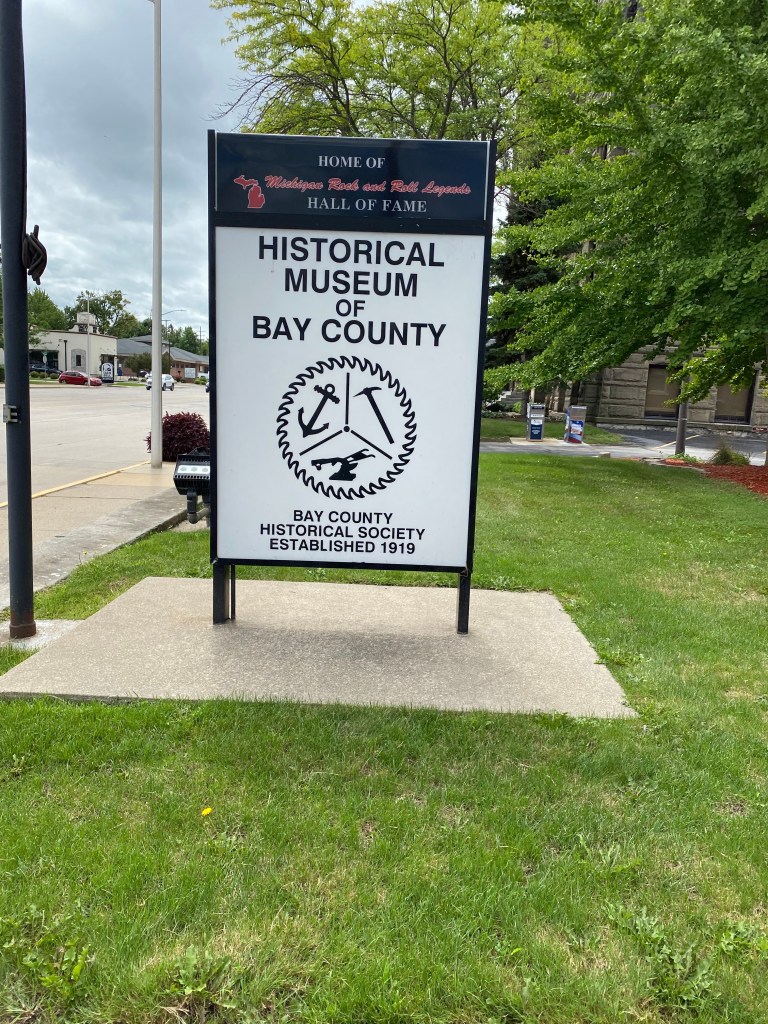 HOME OF
Michigan Rock and Roll Legends
HALL OF FAME
HISTORICAL
MUSEUM
OF
BAY COUNTY
BAY COUNTY
HISTORICAL SOCIETY
ESTABLISHED 1919